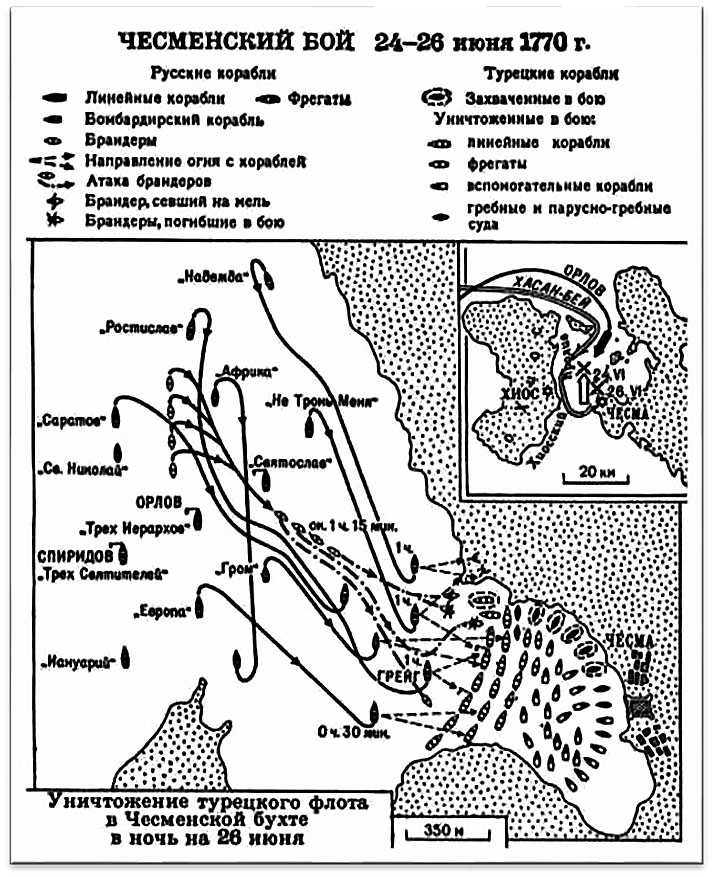 ЧЕСМЕНСКИЙ БОЙ 24–26 июня 1770 г.
Русские корабли
Линейные корабли
Фрегаты
Бомбардирский корабль
Брандеры
Направление огня с кораблей
Атака брандеров
Брандер, севший на мель
Брандеры, погибшие в бою
Турецкие корабли
Захваченные в бою
Уничтоженные в бою:
линейные корабли
фрегаты
вспомогательные корабли
гребные и парусно-гребные
суда
„Надежда"
„Ростислав"
„Африка"
„Не Тронь Меня"
„Саратов"
„Св. Николай"
„Святослав"
ОРЛОВ
„Трех Иерархов"
ок. 1 ч. 15 мин.
СПИРИДОВ
„Трех Святителей"
„Гром"
1 ч.
„Европа"
1 ч.
„Иануарий"
1 ч.
ГРЕЙГ
0 ч. 30 мин.
ЧЕСМА
ОРЛОВ
ХАСАН-БЕЙ
24.VI
26.VI
ХИОС
ЧЕСМА
Хиосский
пролив
20 км
Уничтожение турецкого флота
в Чесменской бухте
в ночь на 26 июня
350 м